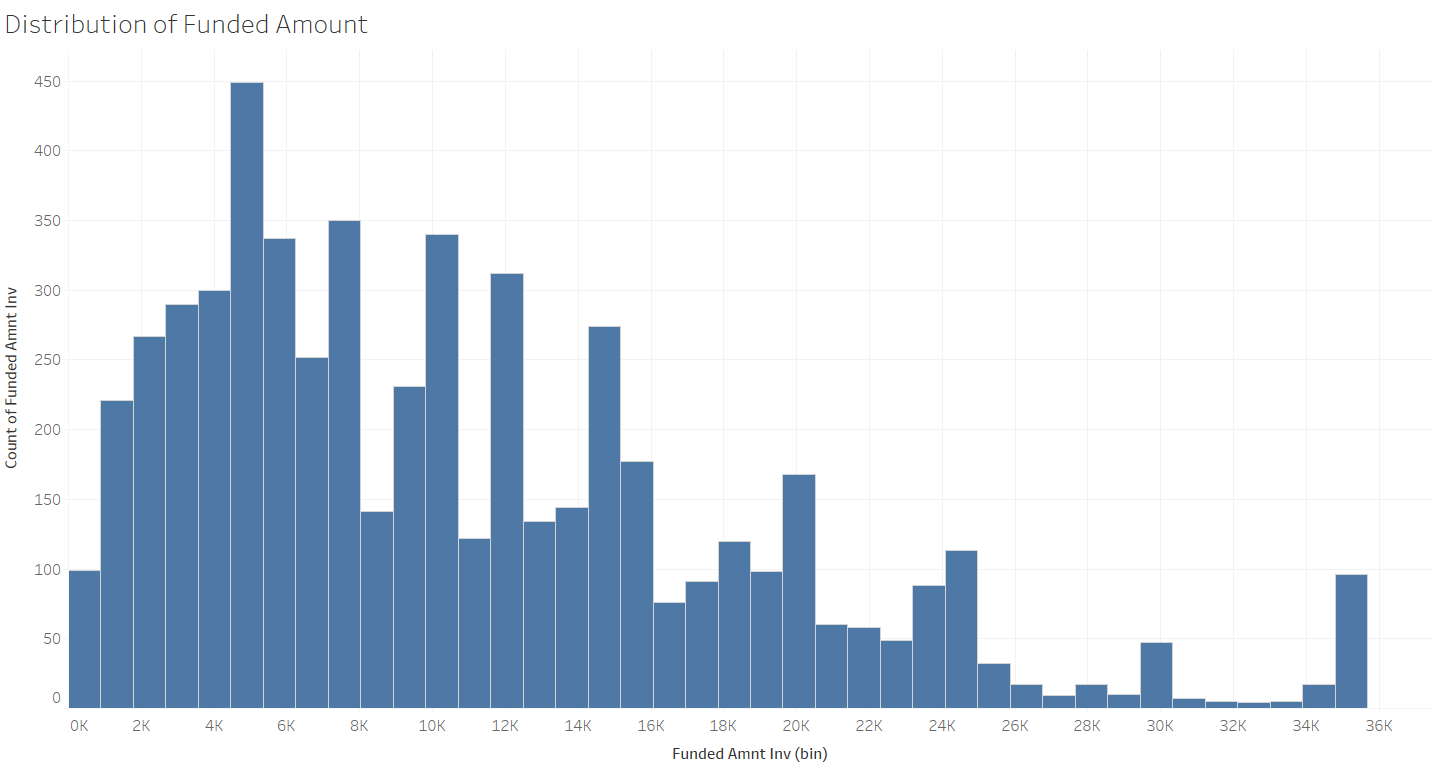 Distribution of Funded Amount
450
400
350
300
250
200
150
100
50
0
Count of Funded Amnt Inv
0K 2K 4K 6K 8K 10K 12K 14K 16K 18K 20K 22K 24K 26K 28K 30K 32K 34K 36K
Funded Amnt Inv (bin)